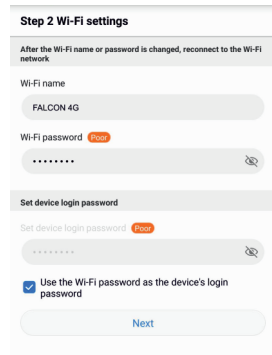 Step 2 Wi-Fi settings
After the Wi-Fi name or password is changed, reconnect to the Wi-Fi
network
Wi-Fi name
FALCON 4G
Wi-Fi password Poor
••••••••
Set device login password
Set device login password Poor
••••••••
Use the Wi-Fi password as the device's login
password
Next